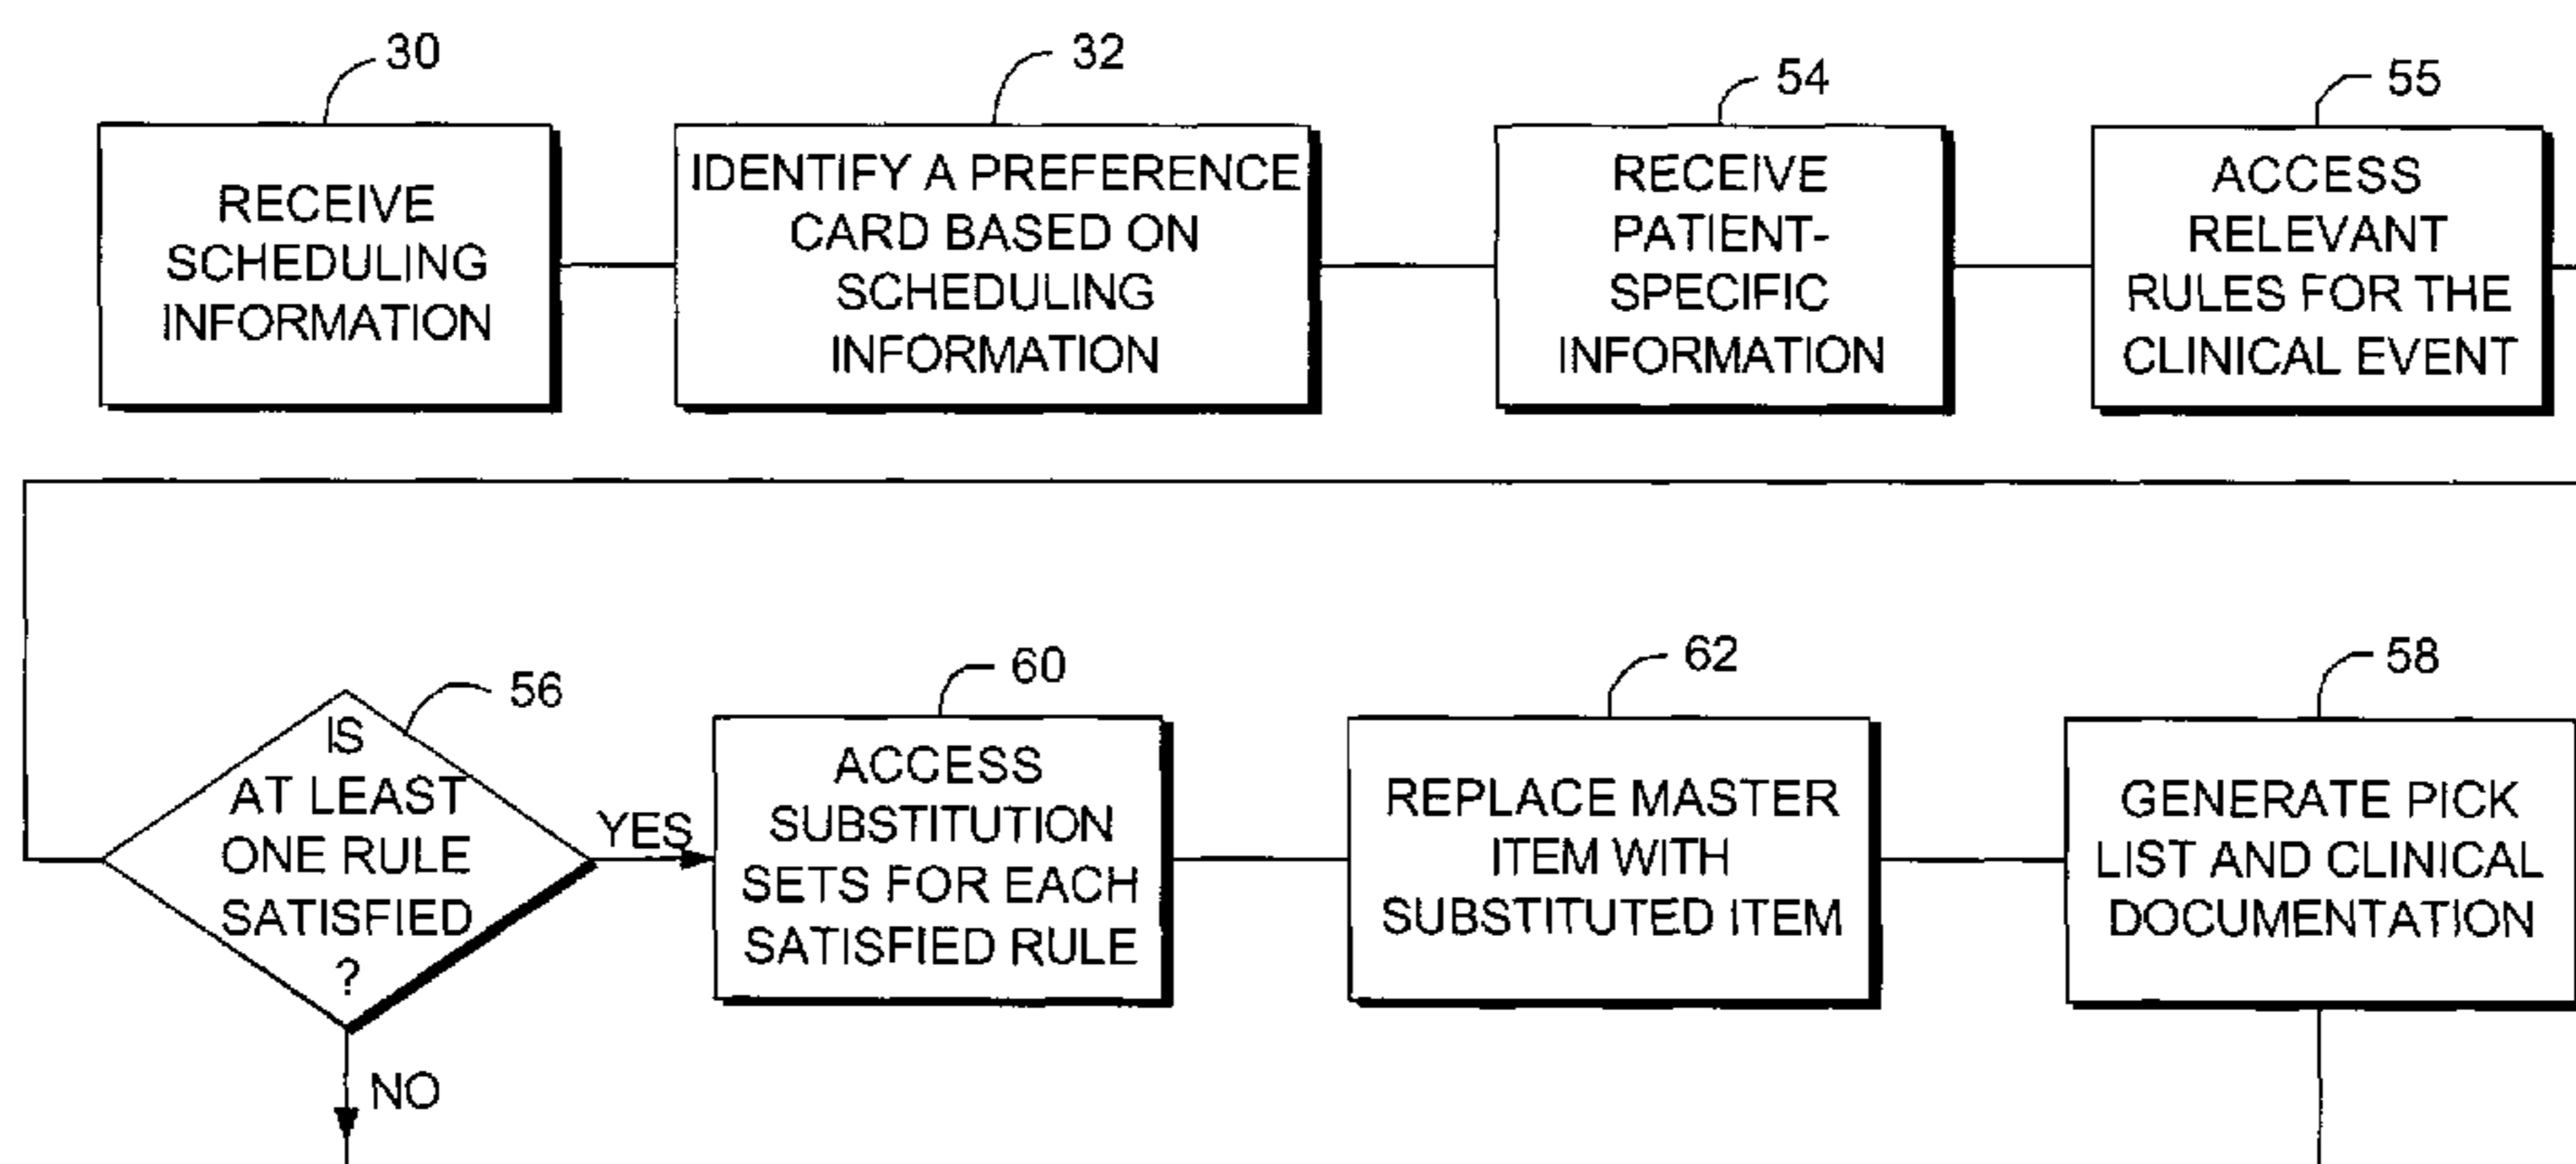 30
RECEIVE
SCHEDULING
INFORMATION
32
IDENTIFY A PREFERENCE
CARD BASED ON
SCHEDULING
INFORMATION
54
RECEIVE
PATIENT-
SPECIFIC
INFORMATION
55
ACCESS
RELEVANT
RULES FOR THE
CLINICAL EVENT
56
IS
AT LEAST
ONE RULE
SATISFIED
?
YES
NO
60
ACCESS
SUBSTITUTION
SETS FOR EACH
SATISFIED RULE
62
REPLACE MASTER
ITEM WITH
SUBSTITUTED ITEM
58
GENERATE PICK
LIST AND CLINICAL
DOCUMENTATION